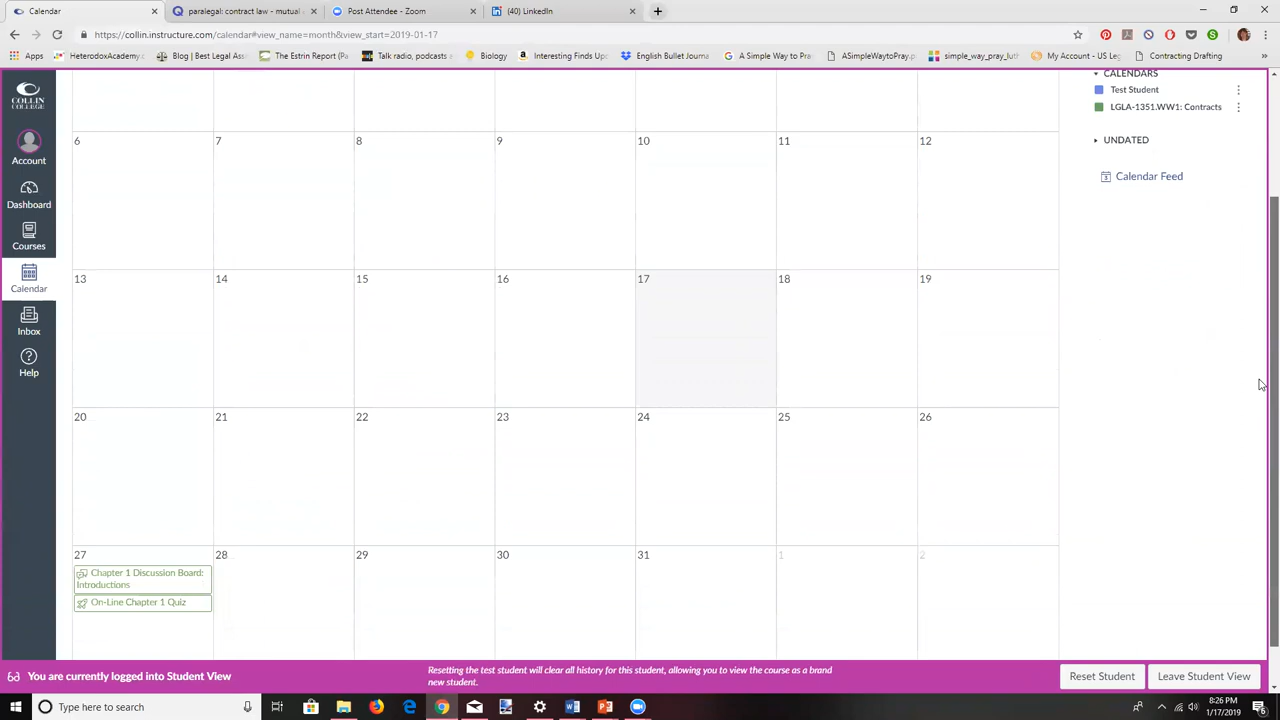 Calendar
paralegal: contract law - mutual
Post Attendee - Zoom
(40) LinkedIn
https://collin.instructure.com/calendar#view_name=month&view_start=2019-01-17
Apps
HeterodoxAcademy
Blog | Best Legal Assi
The Estrin Report (Pa
Talk radio, podcasts
Biology
Interesting Finds Up
English Bullet Journa
A Simple Way to Pra
ASimpleWaytoPray.p
simple_way_pray_luth
My Account - US Leg
Contracting Drafting
COLLIN
COLLEGE
Account
Dashboard
Courses
Calendar
Inbox
Help
CALENDARS
Test Student
LGLA-1351.WW1: Contracts
UNDATED
Calendar Feed
6 7 8 9 10 11 12
13 14 15 16 17 18 19
20 21 22 23 24 25 26
27 28 29 30 31 1 2
Chapter 1 Discussion Board:
Introductions
On-Line Chapter 1 Quiz
You are currently logged into Student View
Resetting the test student will clear all history for this student, allowing you to view the course as a brand
new student.
Reset Student
Leave Student View
Type here to search
8:26 PM
1/17/2019